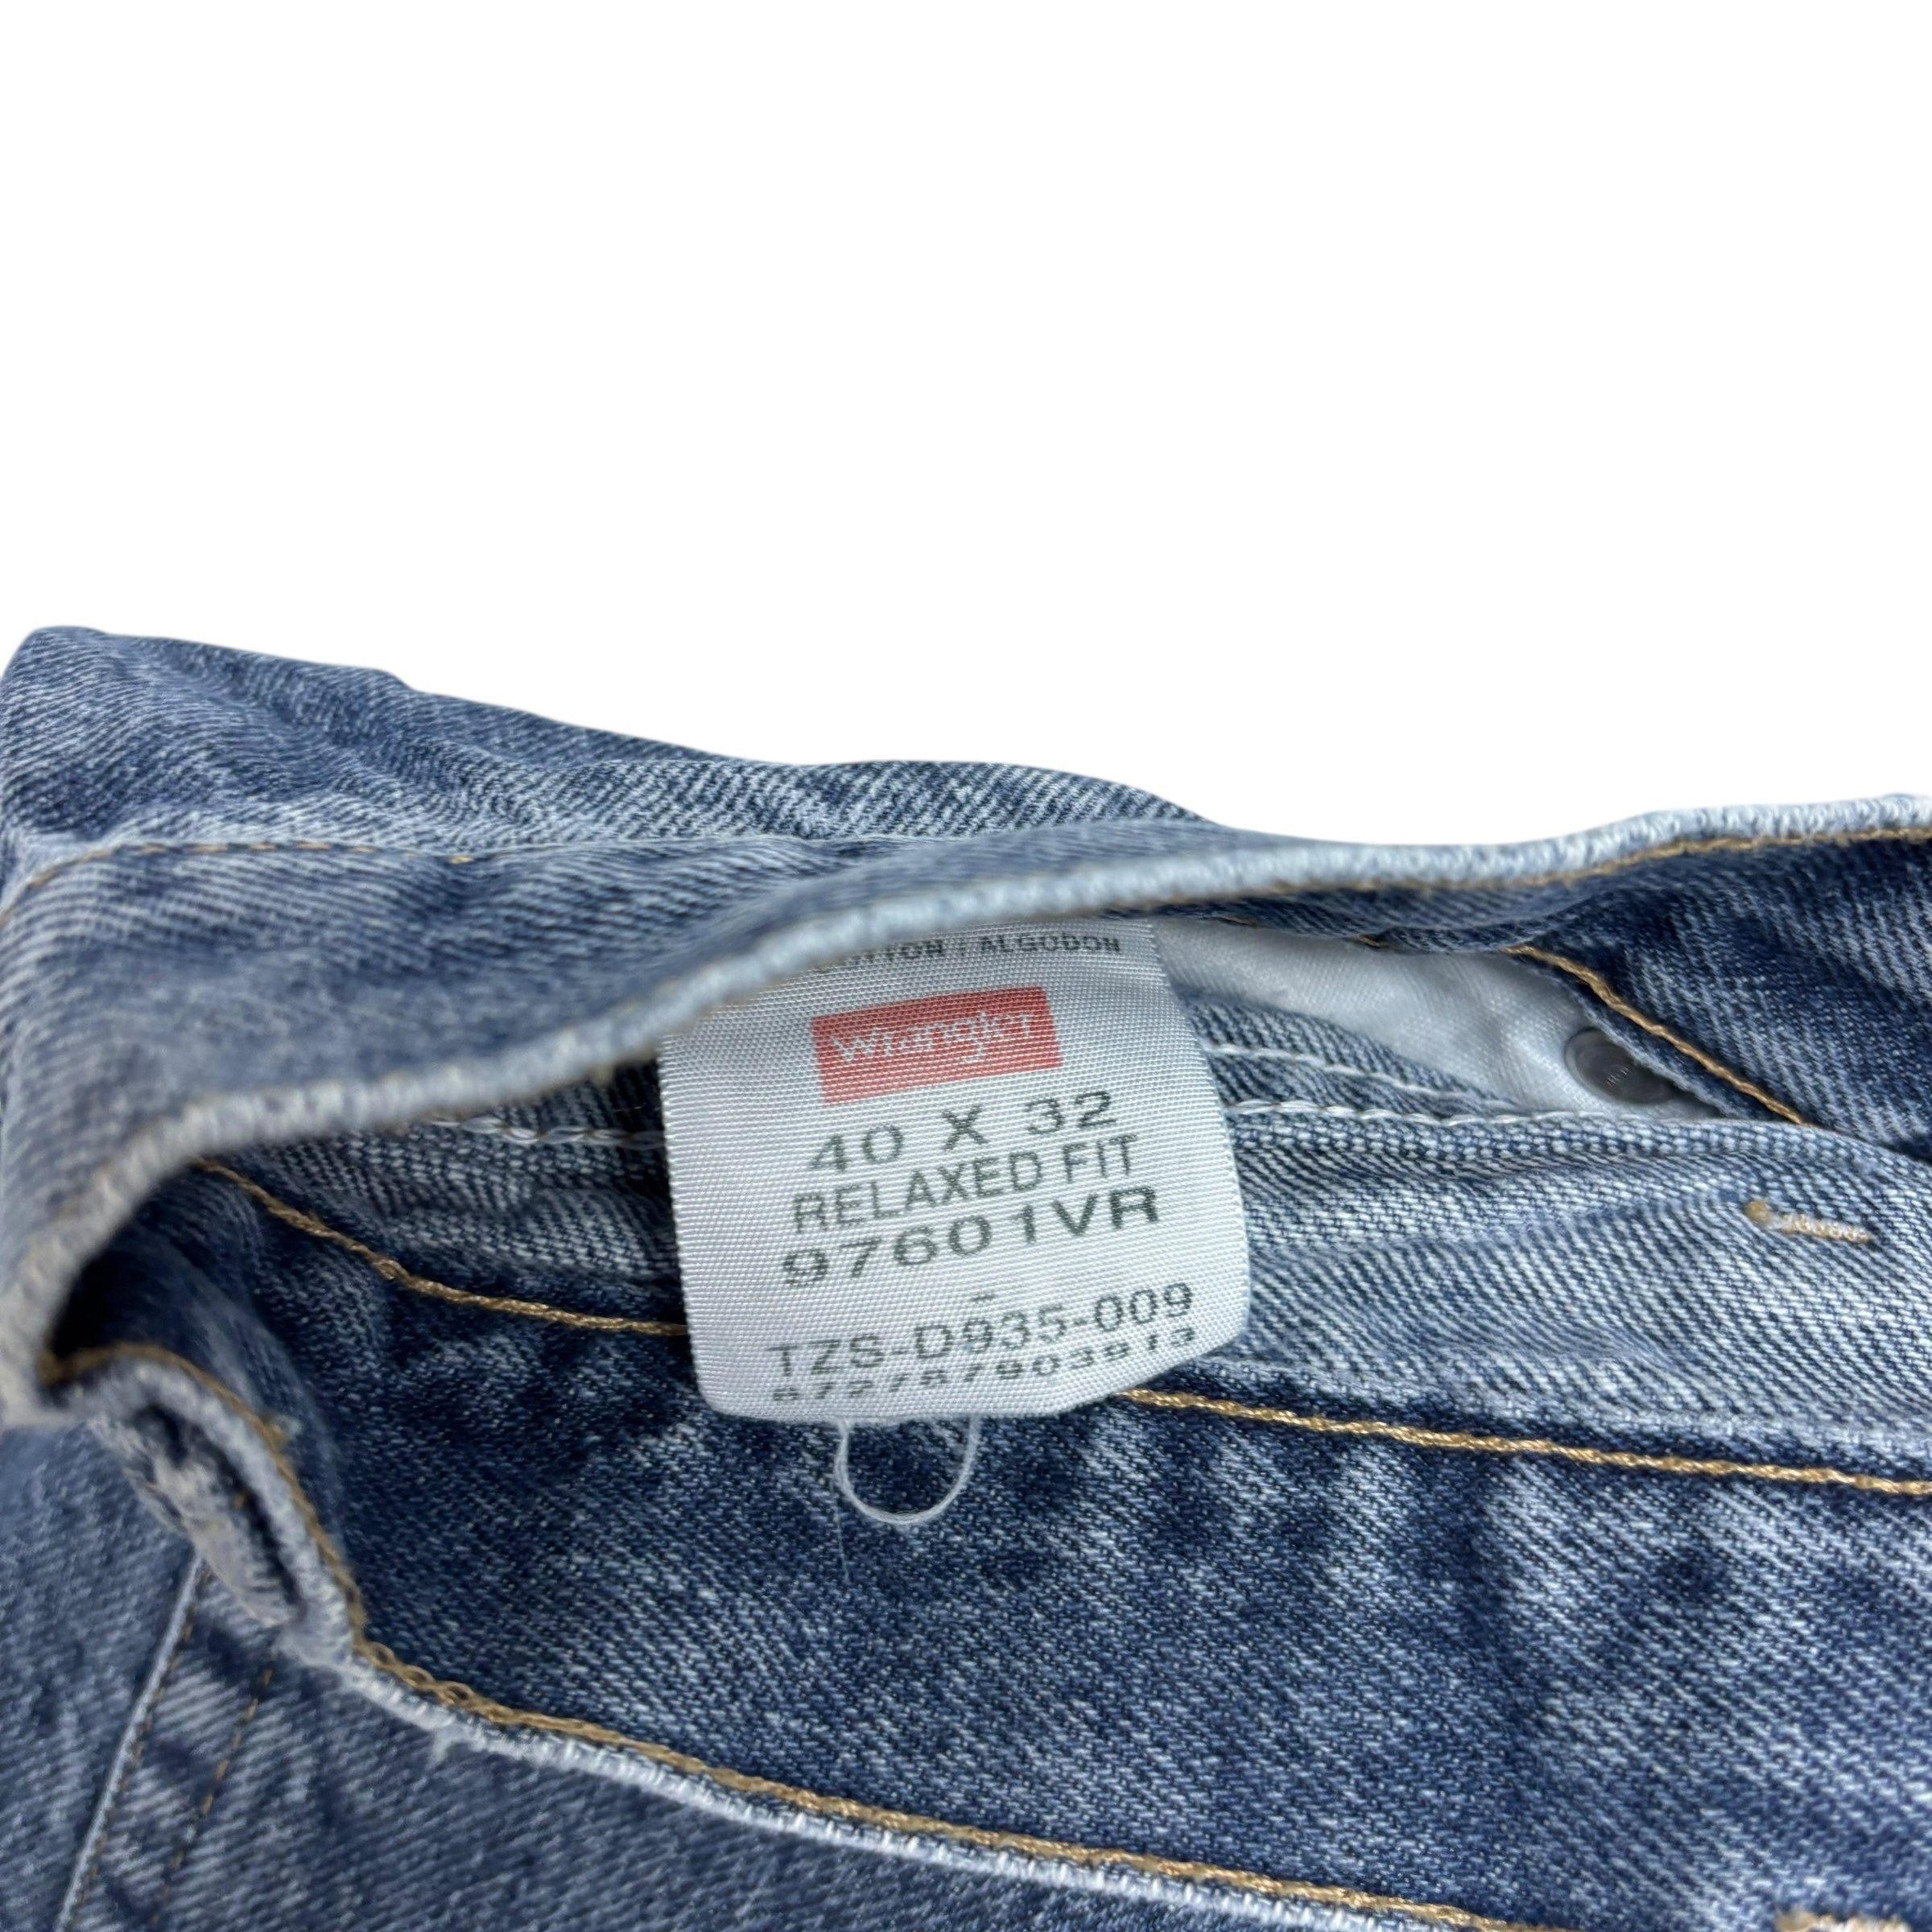 COTTON / ALGODON
Wrangler
40 X 32
RELAXED FIT
97601VR
-
TZS-D935-009